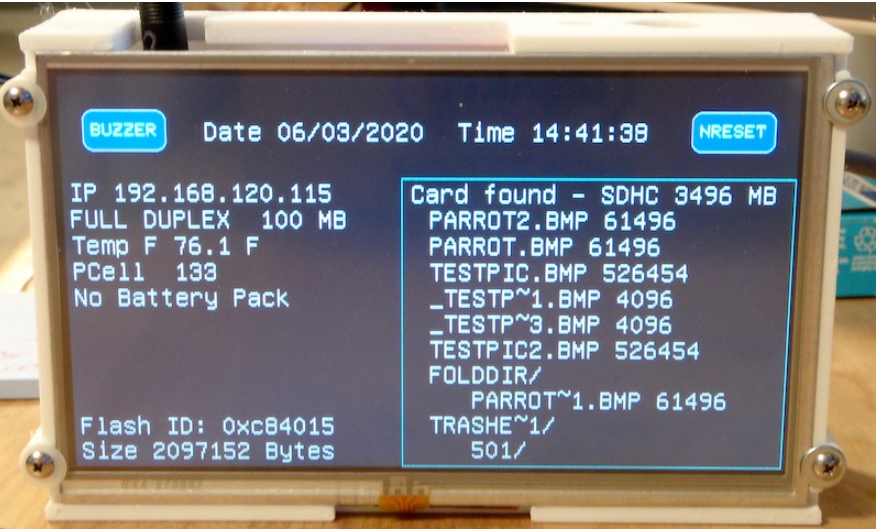 BUZZER Date 06/03/2020 Time 14:41:38 NRESET
IP 192.168.120.115
FULL DUPLEX 100 MB
Temp F 76.1 F
PCell 133
No Battery Pack
Flash ID: 0xc84015
Size 2097152 Bytes
Card found - SDHC 3496 MB
PARROT2.BMP 61496
PARROT.BMP 61496
TESTPIC.BMP 526454
_TESTP~1.BMP 4096
_TESTP~3.BMP 4096
TESTPIC2.BMP 526454
FOLDDIR/
PARROT~1.BMP 61496
TRASHE~1/
501/